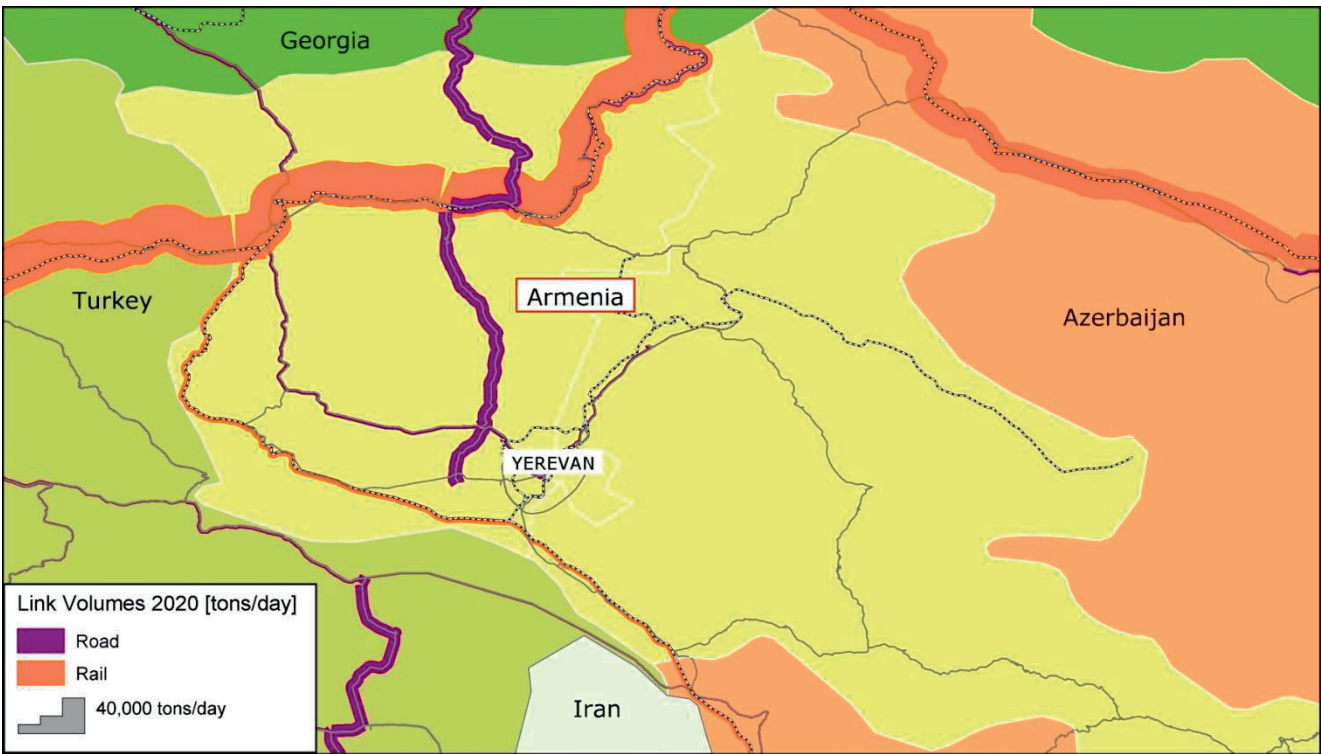 Georgia
Turkey
Armenia
Azerbaijan
YEREVAN
Iran
Link Volumes 2020 [tons/day]
Road
Rail
40,000 tons/day